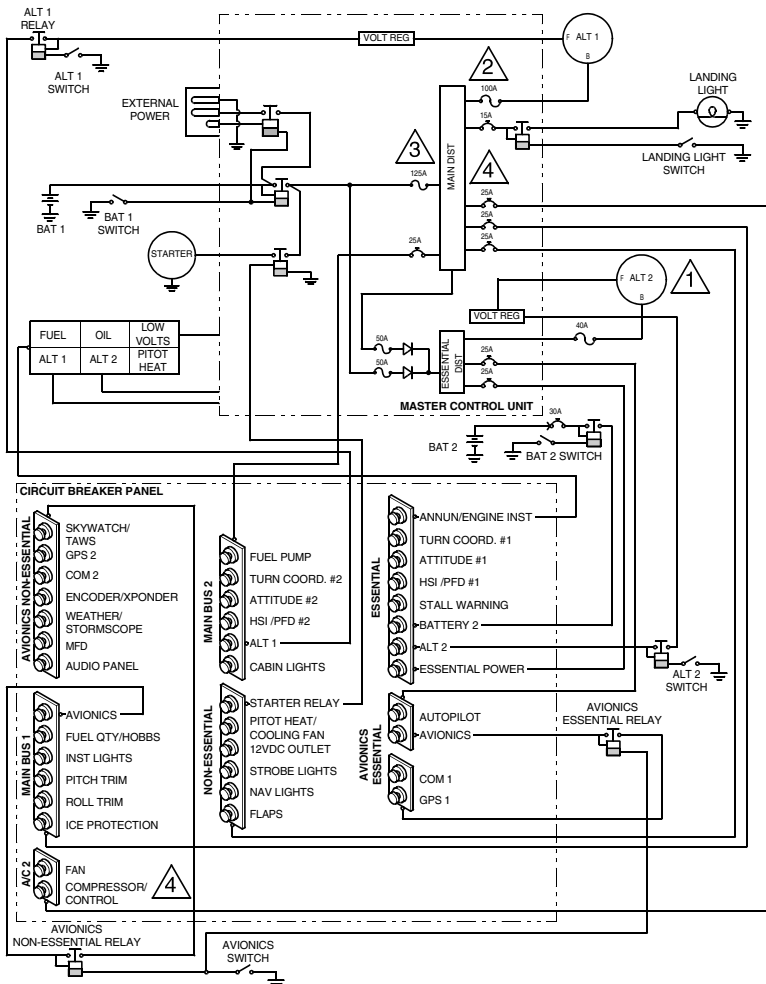 ALT 1
RELAY
ALT 1
SWITCH
VOLT REG
F
ALT 1
B
2
100A
LANDING
LIGHT
EXTERNAL
POWER
15A
LANDING LIGHT
SWITCH
3
MAIN DIST
4
125A
BAT 1
BAT 1
SWITCH
25A
25A
25A
STARTER
25A
F
ALT 2
B
1
VOLT REG
40A
FUEL
OIL
LOW
VOLTS
ALT 1
ALT 2
PITOT
HEAT
50A
50A
ESSENTIAL
DIST
25A
25A
MASTER CONTROL UNIT
30A
BAT 2
BAT 2 SWITCH
CIRCUIT BREAKER PANEL
AVIONICS NON-ESSENTIAL
SKYWATCH/
TAWS
GPS 2
COM 2
ENCODER/XPONDER
WEATHER/
STORMSCOPE
MFD
AUDIO PANEL
MAIN BUS 2
FUEL PUMP
TURN COORD. #2
ATTITUDE #2
HSI /PFD #2
ALT 1
CABIN LIGHTS
ESSENTIAL
ANNUN/ENGINE INST
TURN COORD. #1
ATTITUDE #1
HSI /PFD #1
STALL WARNING
BATTERY 2
ALT 2
ESSENTIAL POWER
ALT 2
SWITCH
MAIN BUS 1
AVIONICS
FUEL QTY/HOBBS
INST LIGHTS
PITCH TRIM
ROLL TRIM
ICE PROTECTION
NON-ESSENTIAL
STARTER RELAY
PITOT HEAT/
COOLING FAN
12VDC OUTLET
STROBE LIGHTS
NAV LIGHTS
FLAPS
AVIONICS
ESSENTIAL
AUTOPILOT
AVIONICS
COM 1
GPS 1
AVIONICS
ESSENTIAL RELAY
A/C 2
FAN
COMPRESSOR/
CONTROL
4
AVIONICS
NON-ESSENTIAL RELAY
AVIONICS
SWITCH